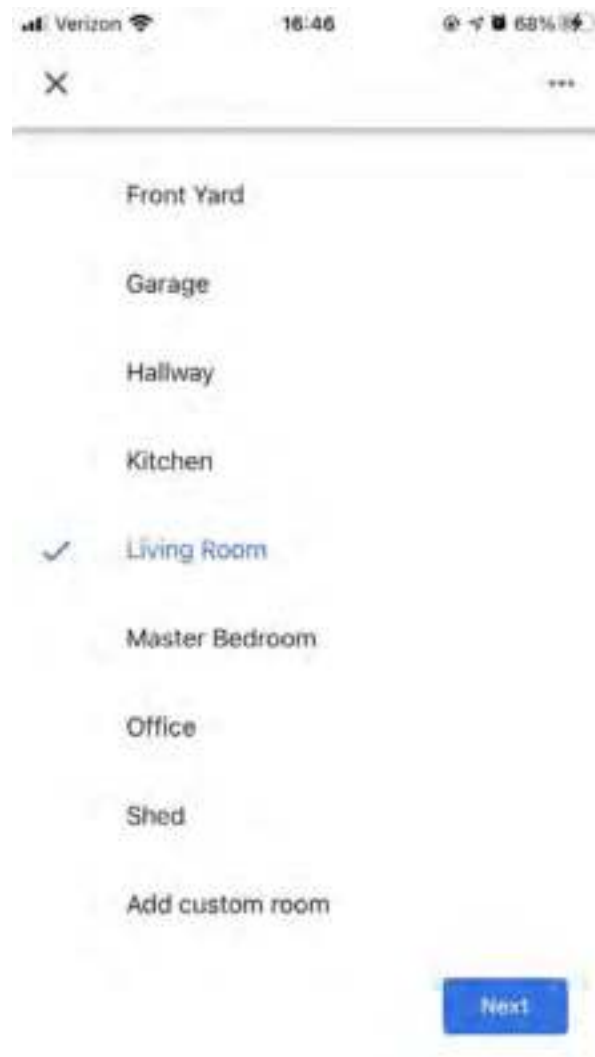 Verizon 16:46 68%
Front Yard
Garage
Hallway
Kitchen
Living Room
Master Bedroom
Office
Shed
Add custom room
Next